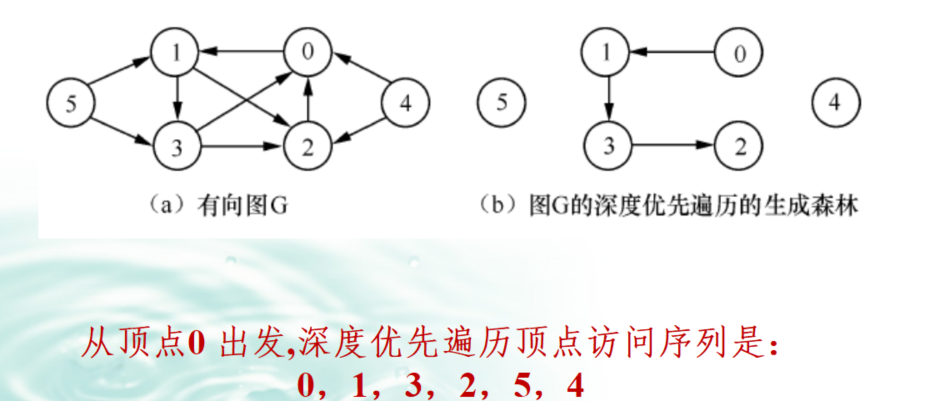 1 0 1 0
5 4 5 4
3 2 3 2
(a) 有向图G (b) 图G的深度优先遍历的生成森林
从顶点0 出发,深度优先遍历顶点访问序列是：
0，1，3，2，5，4